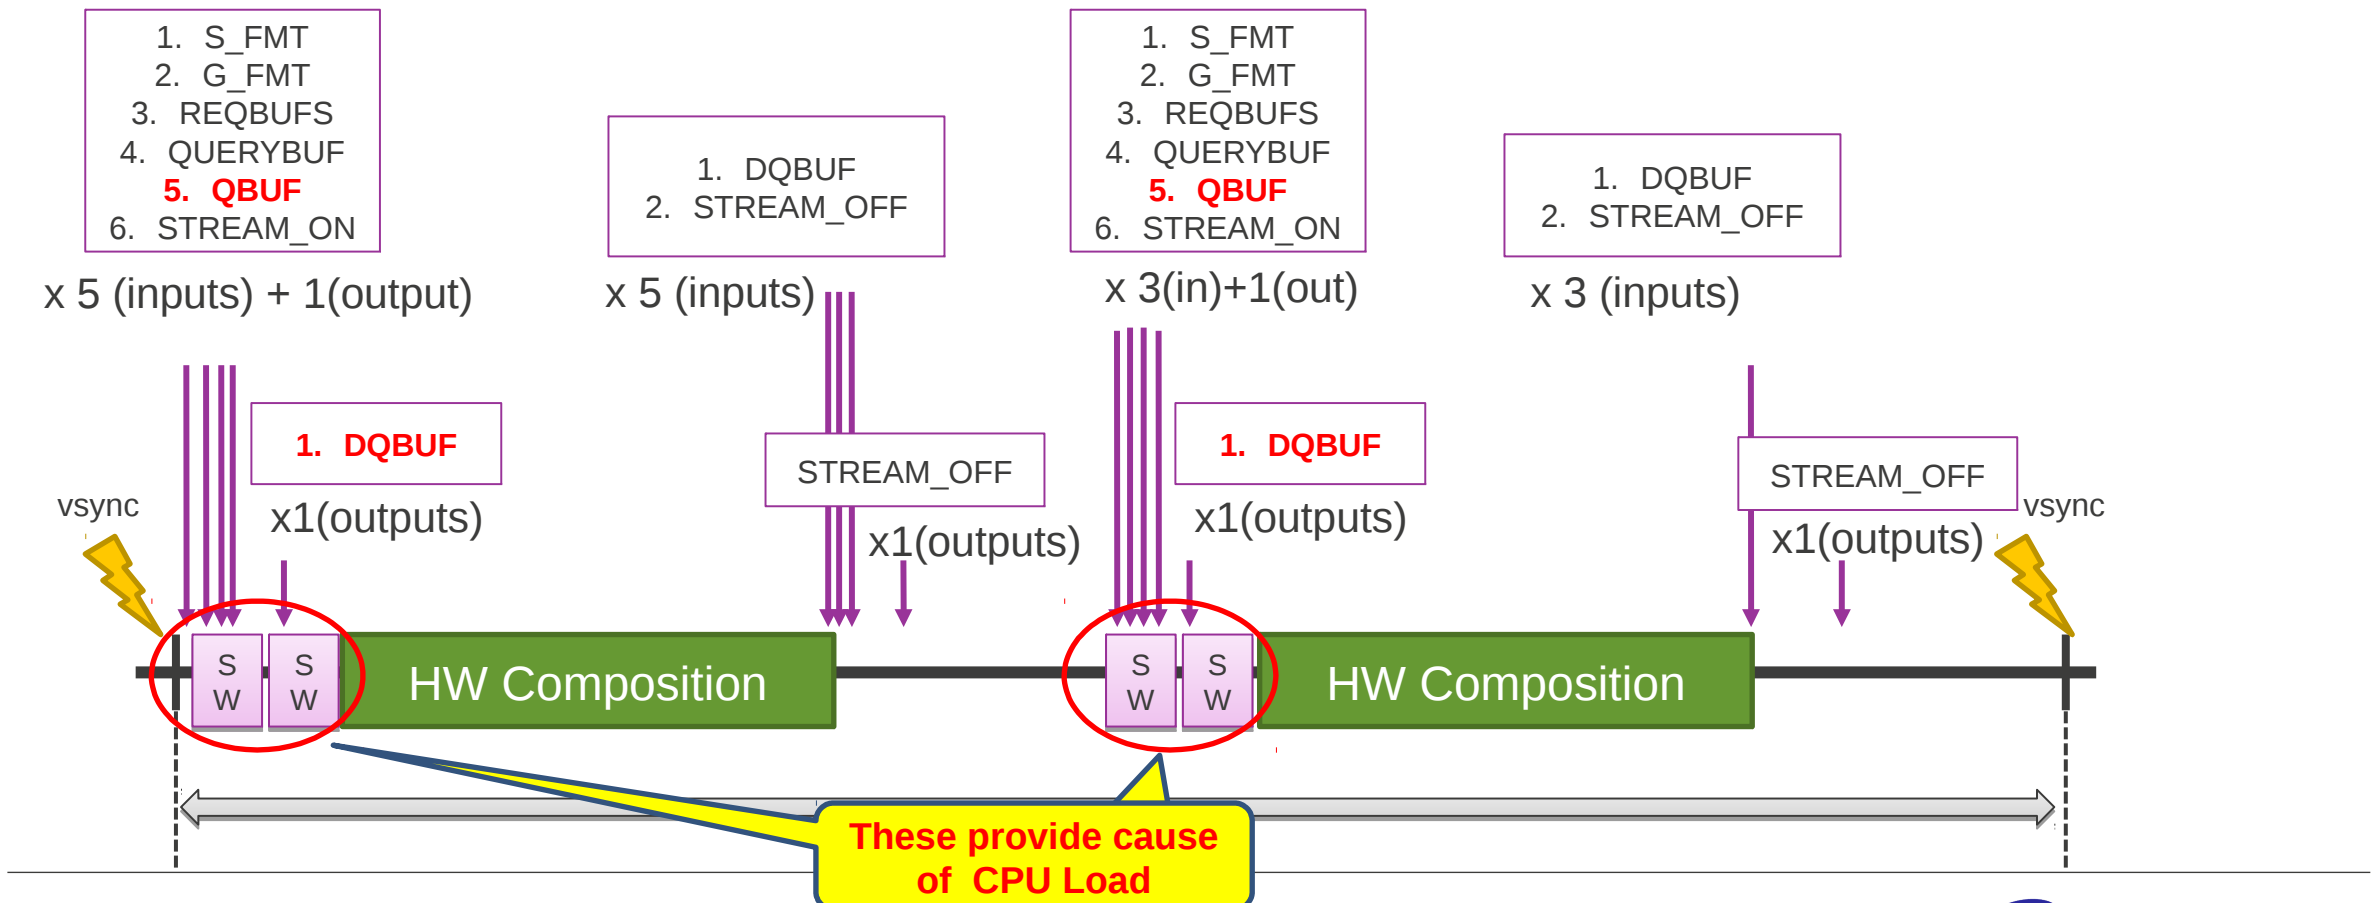 1. S_FMT
2. G_FMT
3. REQBUFS
4. QUERYBUF
5. QBUF
6. STREAM_ON
x 5 (inputs) + 1(output)
1. DQBUF
2. STREAM_OFF
x 5 (inputs)
1. S_FMT
2. G_FMT
3. REQBUFS
4. QUERYBUF
5. QBUF
6. STREAM_ON
x 3(in)+1(out)
1. DQBUF
2. STREAM_OFF
x 3 (inputs)
1. DQBUF
x1(outputs)
STREAM_OFF
x1(outputs)
1. DQBUF
x1(outputs)
STREAM_OFF
x1(outputs)
vsync
vsync
S
W
S
W
HW Composition
S
W
S
W
HW Composition
These provide cause
of CPU Load